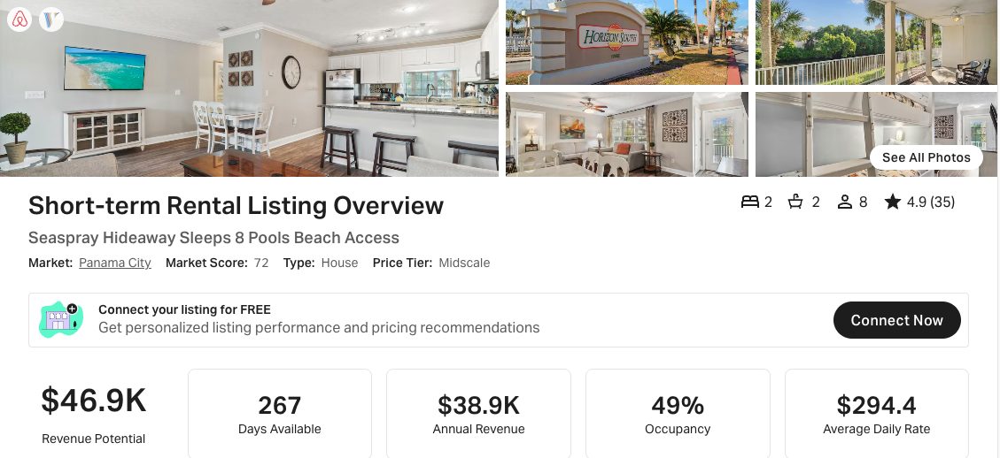 HORIZON SOUTH
See All Photos
Short-term Rental Listing Overview
2 2 8 4.9 (35)
Seaspray Hideaway Sleeps 8 Pools Beach Access
Market: Panama City Market Score: 72 Type: House Price Tier: Midscale
Connect your listing for FREE
Get personalized listing performance and pricing recommendations
Connect Now
$46.9K
Revenue Potential
267
Days Available
$38.9K
Annual Revenue
49%
Occupancy
$294.4
Average Daily Rate